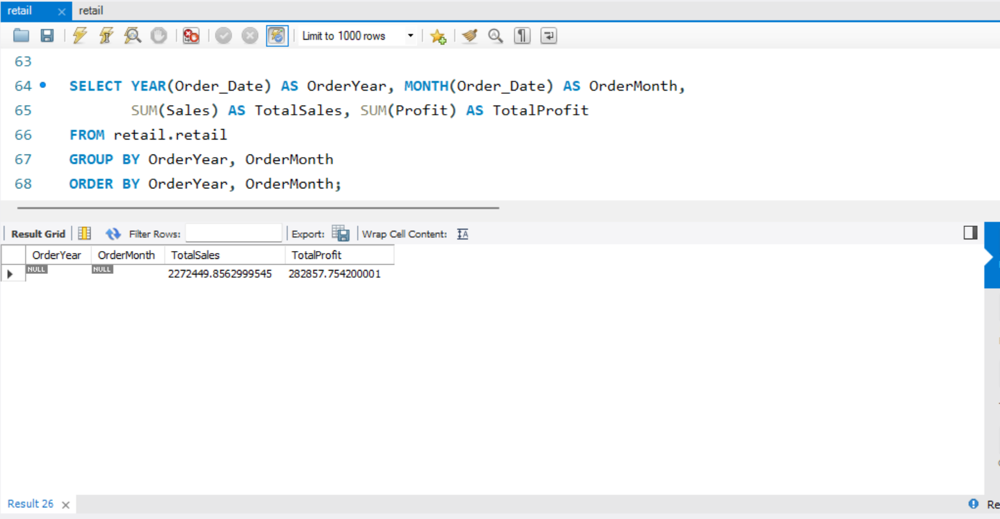 retail retail
Limit to 1000 rows
63
64 SELECT YEAR(Order_Date) AS OrderYear, MONTH(Order_Date) AS OrderMonth,
65 SUM(Sales) AS TotalSales, SUM(Profit) AS TotalProfit
66 FROM retail.retail
67 GROUP BY OrderYear, OrderMonth
68 ORDER BY OrderYear, OrderMonth;
Result Grid Filter Rows: Export: Wrap Cell Content:
OrderYear OrderMonth TotalSales TotalProfit
NULL NULL 2272449.8562999545 282857.754200001
Result 26 Re